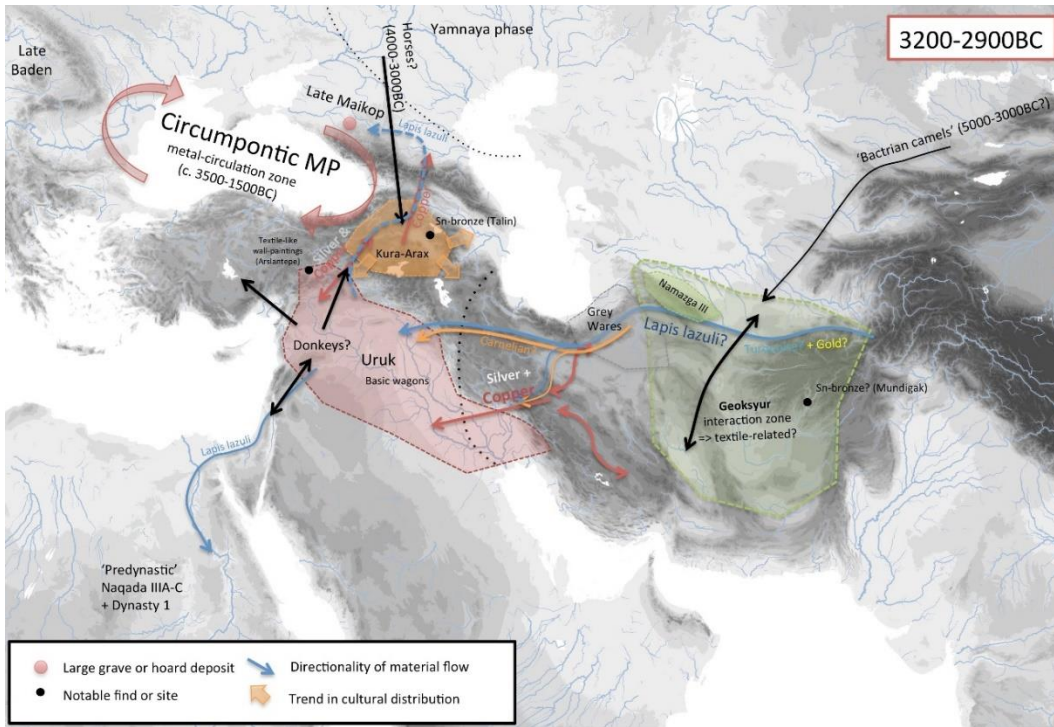 3200-2900BC
Yamnaya phase
Late
Baden
Horses?
(4000-3000BC)
Late Maikop
Lapis lazuli
Circumpontic MP
metal-circulation zone
(c. 3500-1500BC)
'Bactrian camels' (5000-3000BC?)
Copper
Sn-bronze (Talin)
Silver &
Copper
Kura-Arax
Textile-like
wall-paintings
(Arslantepe)
Namazga III
Grey
Wares
Lapis lazuli?
Turquoise? + Gold?
Carnelian?
Donkeys?
Uruk
Basic wagons
Silver +
Copper
Sn-bronze? (Mundigak)
Geoksyur
interaction zone
=> textile-related?
Lapis lazuli
'Predynastic'
Naqada IIIA-C
+ Dynasty 1
Large grave or hoard deposit
Directionality of material flow
Notable find or site
Trend in cultural distribution